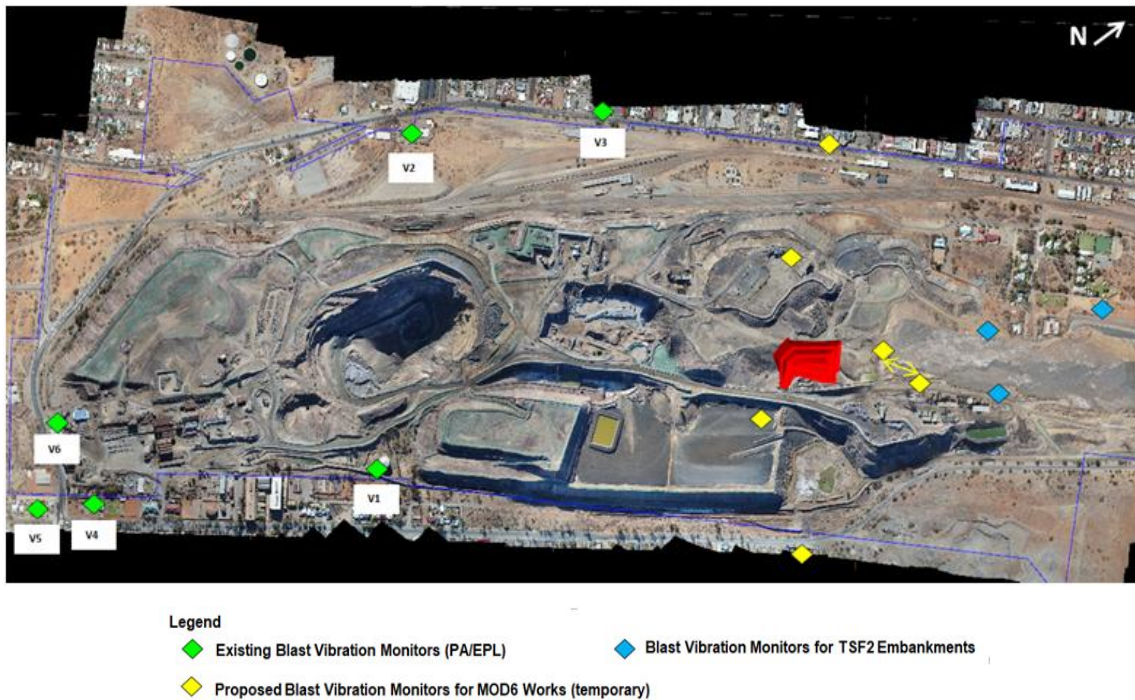 N
V3
V2
V6
V1
V5
V4
Legend
Existing Blast Vibration Monitors (PA/EPL)
Blast Vibration Monitors for TSF2 Embankments
Proposed Blast Vibration Monitors for MOD6 Works (temporary)